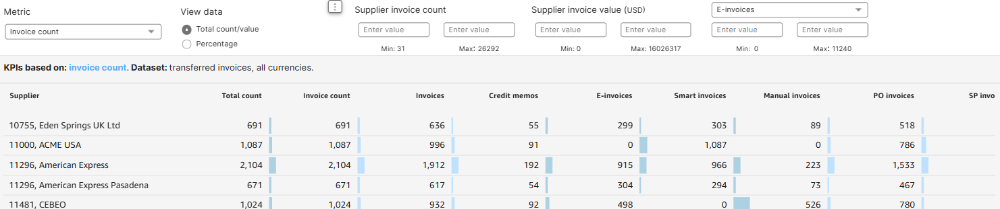 Metric
View data
Supplier invoice count
Supplier invoice value (USD)
E-invoices
Invoice count
Total count/value
Percentage
Enter value
Enter value
Enter value
Enter value
Enter value
Enter value
Min: 31
Max: 26292
Min: 0
Max: 16026317
Min: 0
Max: 11240
KPIs based on: invoice count. Dataset: transferred invoices, all currencies.
Supplier Total count Invoice count Invoices Credit memos E-invoices Smart invoices Manual invoices PO invoices SP invo
10755, Eden Springs UK Ltd 691 691 636 55 299 303 89 518
11000, ACME USA 1,087 1,087 996 91 0 1,087 0 786
11296, American Express 2,104 2,104 1,912 192 915 966 223 1,533
11296, American Express Pasadena 671 671 617 54 304 294 73 467
11481, CEBEO 1,024 1,024 932 92 498 0 526 780